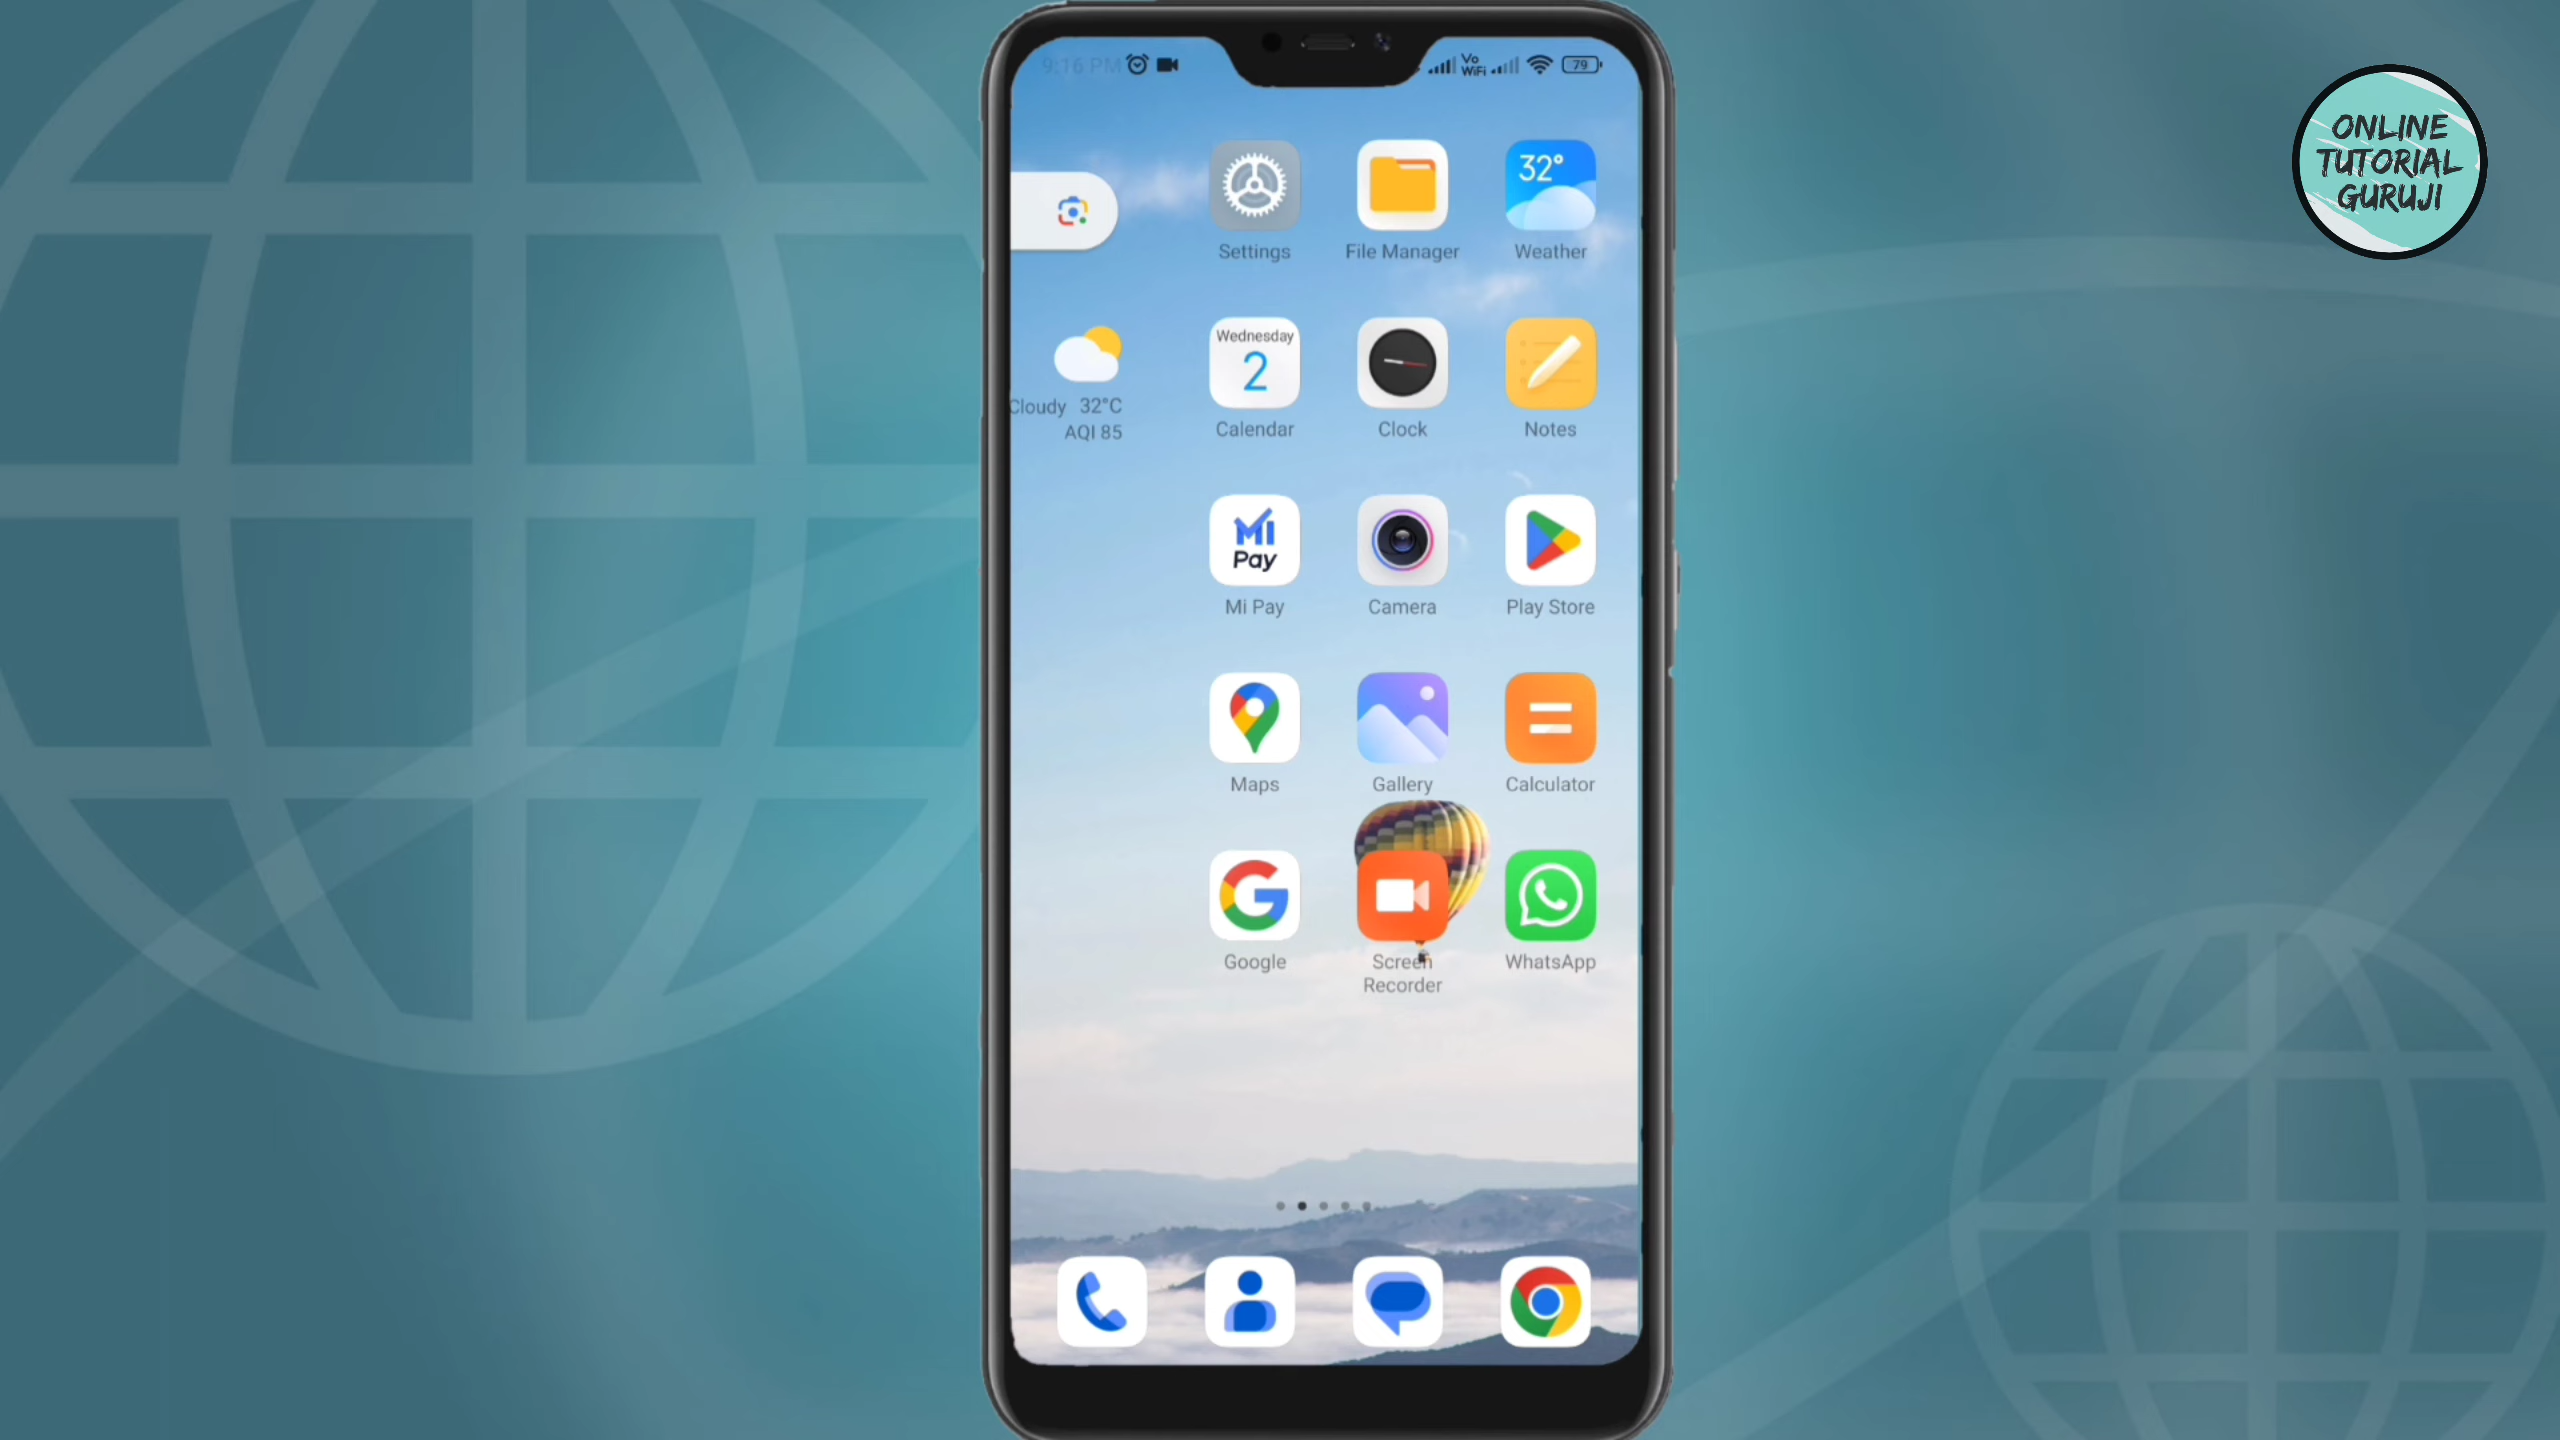 9:16 PM
Vo
WiFi
79
ONLINE
TUTORIAL
GURUJI
32°
Settings
File Manager
Weather
Wednesday
2
Cloudy 32°C
AQI 85
Calendar
Clock
Notes
MI
Pay
Mi Pay
Camera
Play Store
Maps
Gallery
Calculator
Google
Screen
Recorder
WhatsApp